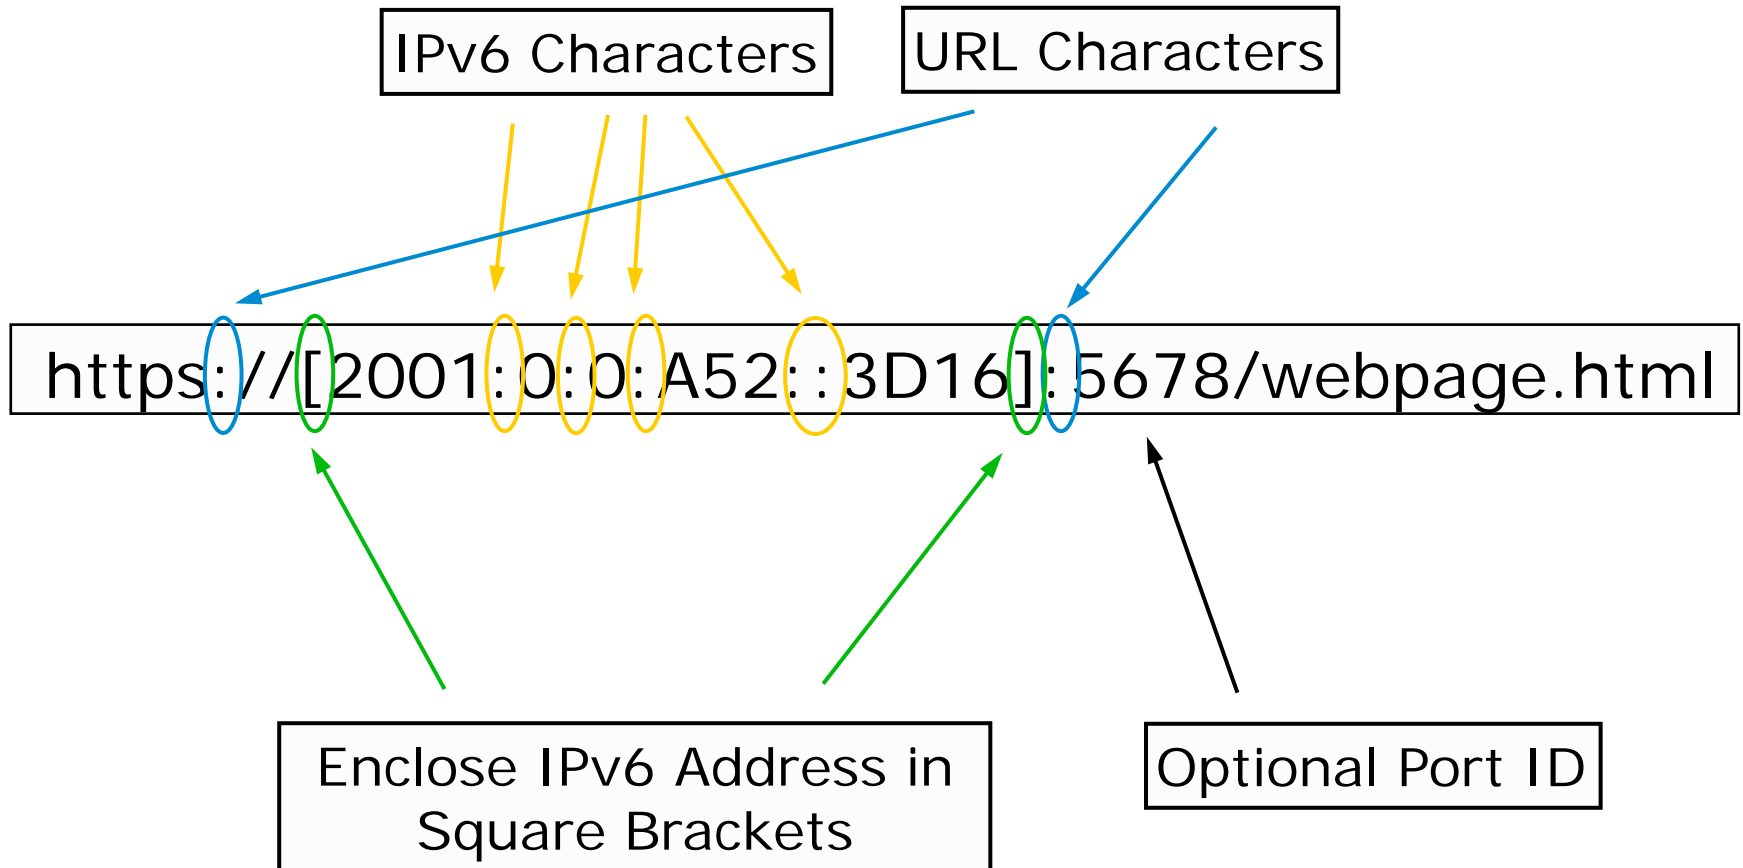 IPv6 Characters
URL Characters
https://[2001:0:0:A52::3D16]:5678/webpage.html
Enclose IPv6 Address in
Square Brackets
Optional Port ID